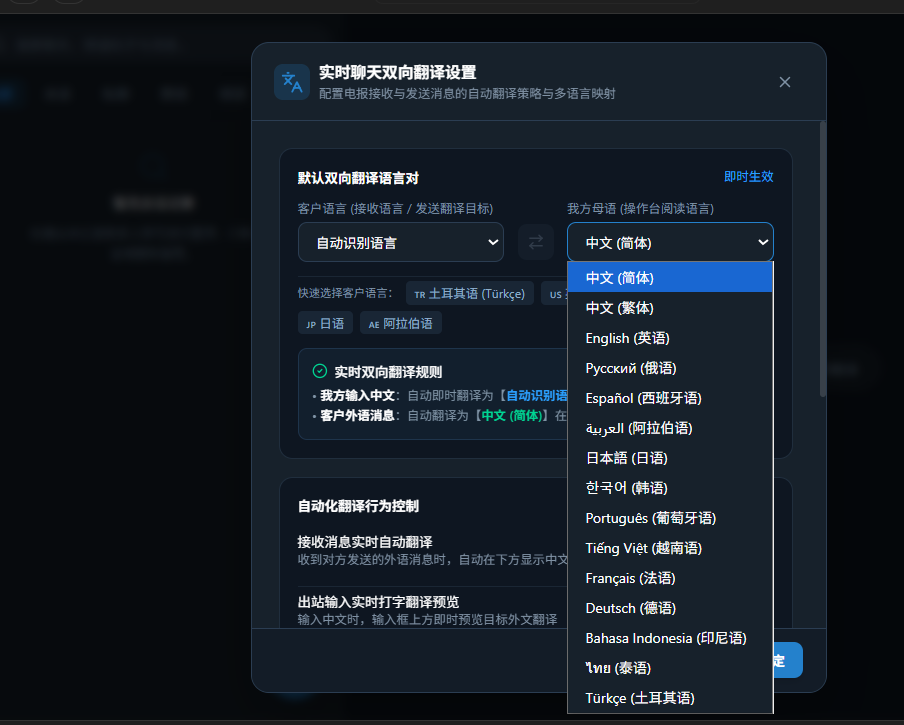 实时聊天双向翻译设置
配置电报接收与发送消息的自动翻译策略与多语言映射
默认双向翻译语言对
即时生效
客户语言 (接收语言 / 发送翻译目标)
我方母语 (操作台阅读语言)
自动识别语言
中文 (简体)
快速选择客户语言：
TR 土耳其语 (Türkçe)
US
JP 日语
AE 阿拉伯语
实时双向翻译规则
• 我方输入中文：自动即时翻译为【自动识别语
• 客户外语消息：自动翻译为【中文 (简体)】在
自动化翻译行为控制
接收消息实时自动翻译
收到对方发送的外语消息时，自动在下方显示中文
出站输入实时打字翻译预览
输入中文时，输入框上方即时预览目标外文翻译
中文 (简体)
中文 (繁体)
English (英语)
Русский (俄语)
Español (西班牙语)
العربية (阿拉伯语)
日本語 (日语)
한국어 (韩语)
Português (葡萄牙语)
Tiếng Việt (越南语)
Français (法语)
Deutsch (德语)
Bahasa Indonesia (印尼语)
ไทย (泰语)
Türkçe (土耳其语)
定